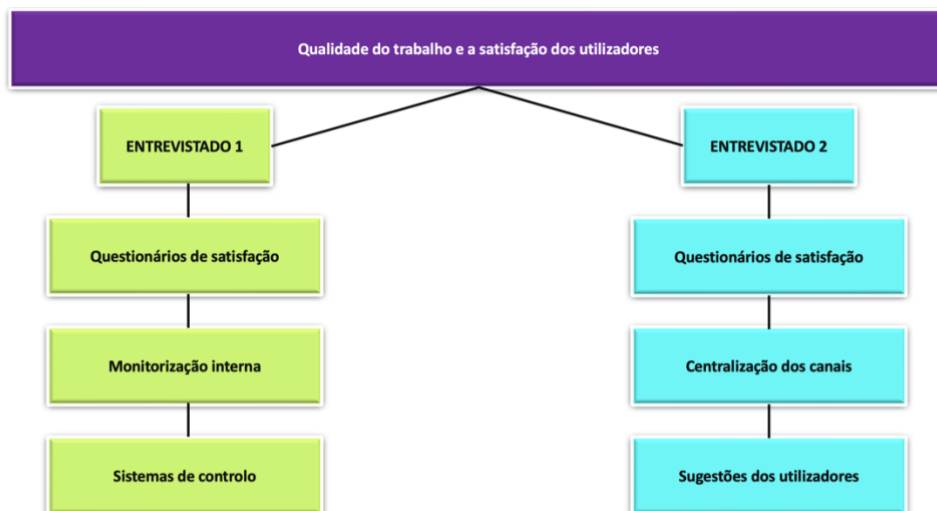 Qualidade do trabalho e a satisfação dos utilizadores
ENTREVISTADO 1
ENTREVISTADO 2
Questionários de satisfação
Questionários de satisfação
Monitorização interna
Centralização dos canais
Sistemas de controlo
Sugestões dos utilizadores